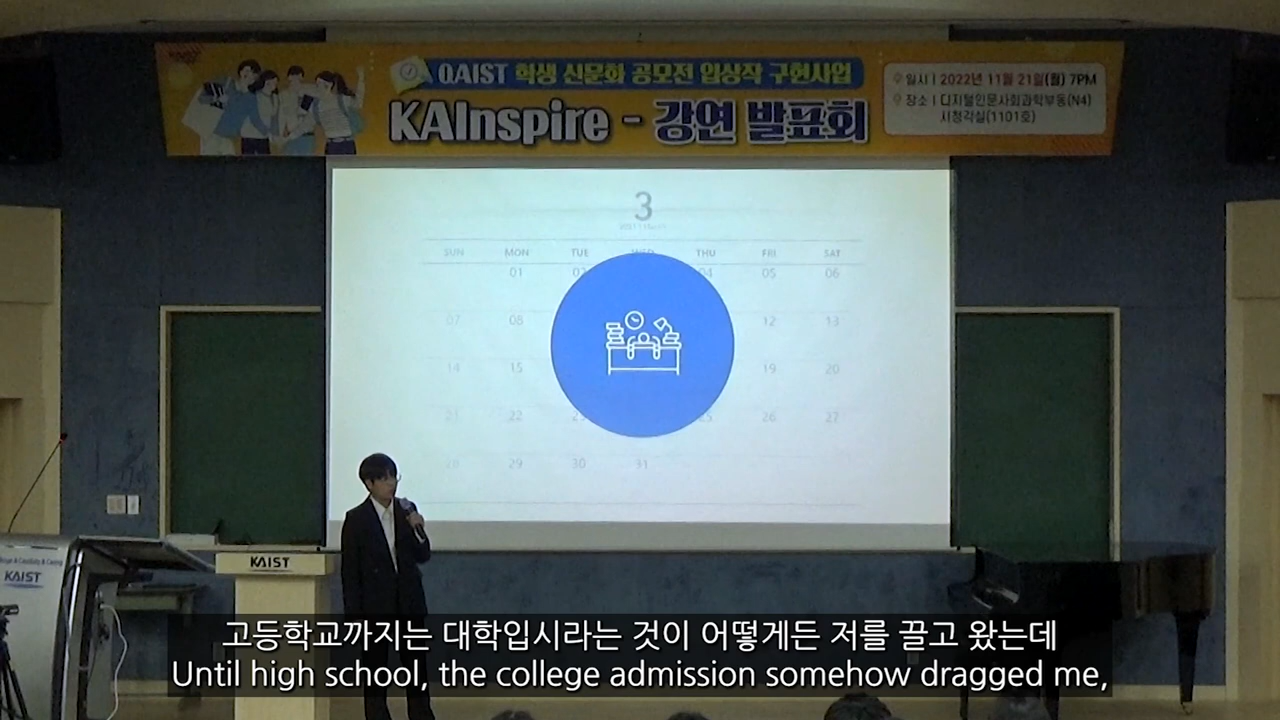 QAIST 학생 신문화 공모전 입상작 구현사업
KAInspire - 강연 발표회
일시 | 2022년 11월 21일(월) 7PM
장소 | 디지털인문사회과학부동(N4)
시청각실(1101호)
3
SUN MON TUE WED THU FRI SAT
01 02 04 05 06
07 08 12 13
14 15 19 20
21 22 25 26 27
28 29 30 31
KAIST
KAIST
고등학교까지는 대학입시라는 것이 어떻게든 저를 끌고 왔는데
Until high school, the college admission somehow dragged me,